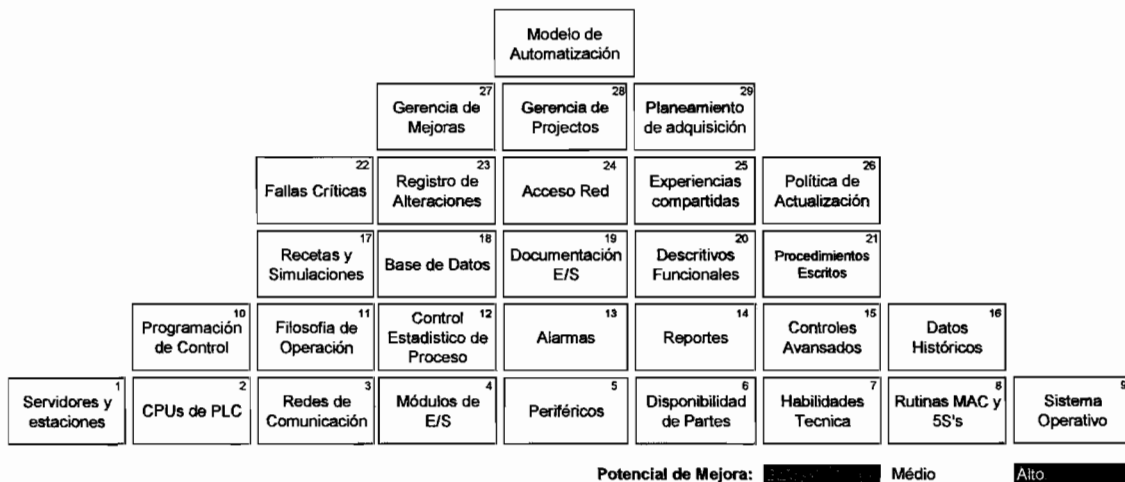 Modelo de
Automatización
27
Gerencia de
Mejoras
28
Gerencia de
Projectos
29
Planeamiento
de adquisición
22
Fallas Críticas
23
Registro de
Alteraciones
24
Acceso Red
25
Experiencias
compartidas
26
Política de
Actualización
17
Recetas y
Simulaciones
18
Base de Datos
19
Documentación
E/S
20
Descritivos
Funcionales
21
Procedimientos
Escritos
10
Programación
de Control
11
Filosofia de
Operación
12
Control
Estadistico de
Proceso
13
Alarmas
14
Reportes
15
Controles
Avansados
16
Datos
Históricos
1
Servidores y
estaciones
2
CPUs de PLC
3
Redes de
Comunicación
4
Módulos de
E/S
5
Periféricos
6
Disponibilidad
de Partes
7
Habilidades
Tecnica
8
Rutinas MAC y
5S's
9
Sistema
Operativo
Potencial de Mejora:
Médio
Alto